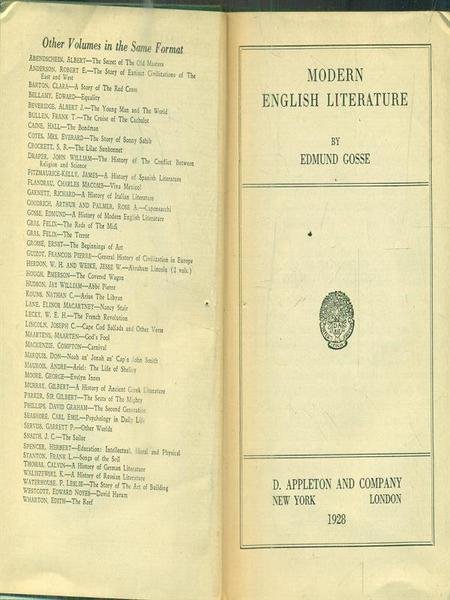 Other Volumes in the Same Format
ABENDSCHEIN, ALBERT—The Secret of The Old Masters
ANDERSON, ROBERT E.—The Story of Extinct Civilizations of The
East and West
BARTON, CLARA—A Story of The Red Cross
BELLAMY, EDWARD—Equality
BEVERIDGE, ALBERT J.—The Young Man and The World
BULLEN, FRANK T.—The Cruise of The Cachalot
CAINE, HALL—The Bondman
COTES, MRS. EVERARD—The Story of Sonny Sahib
CROCKETT, S. R.—The Lilac Sunbonnet
DRAPER, JOHN WILLIAM—The History of The Conflict Between
Religion and Science
FITZMAURICE-KELLY, JAMES—A History of Spanish Literature
FLANDRAU, CHARLES MACOMB—Viva Mexico!
GARNETT, RICHARD—A History of Italian Literature
GOODRICH, ARTHUR AND PALMER, ROSE A.—Caponsacchi
GOSSE, EDMUND—A History of Modern English Literature
GRAS, FELIX—The Reds of The Midi
GRAS, FELIX—The Terror
GROSSE, ERNST—The Beginnings of Art
GUIZOT, FRANCOIS PIERRE—General History of Civilization in Europe
HERDON, W. H. AND WEIKE, JESSE W.—Abraham Lincoln (2 vols.)
HOUGH, EMERSON—The Covered Wagon
HUDSON, JAY WILLIAM—Abbé Pierre
KOUNS, NATHAN C.—Arius The Libyan
LANE, ELINOR MACARTNEY—Nancy Stair
LECKY, W. E. H.—The French Revolution
LINCOLN, JOSEPH C.—Cape Cod Ballads and Other Verse
MAARTENS, MAARTEN—God's Fool
MACKENZIE, COMPTON—Carnival
MARQUIS, DON—Noah an' Jonah an' Cap'n John Smith
MAUROIS, ANDRE—Ariel: The Life of Shelley
MOORE, GEORGE—Evelyn Innes
MURRAY, GILBERT—A History of Ancient Greek Literature
PARKER, SIR GILBERT—The Seats of The Mighty
PHILLIPS, DAVID GRAHAM—The Second Generation
SEASHORE, CARL EMIL—Psychology in Daily Life
SERVISS, GARRETT P.—Other Worlds
SNAITH, J. C.—The Sailor
SPENCER, HERBERT—Education: Intellectual, Moral and Physical
STANTON, FRANK L.—Songs of the Soil
THOMAS, CALVIN—A History of German Literature
WALISZEWSKI, K.—A History of Russian Literature
WATERHOUSE, P. LESLIE—The Story of The Art of Building
WESTCOTT, EDWARD NOYES—David Harum
WHARTON, EDITH—The Reef
MODERN
ENGLISH LITERATURE
BY
EDMUND GOSSE
D. APPLETON AND COMPANY
NEW YORK LONDON
1928